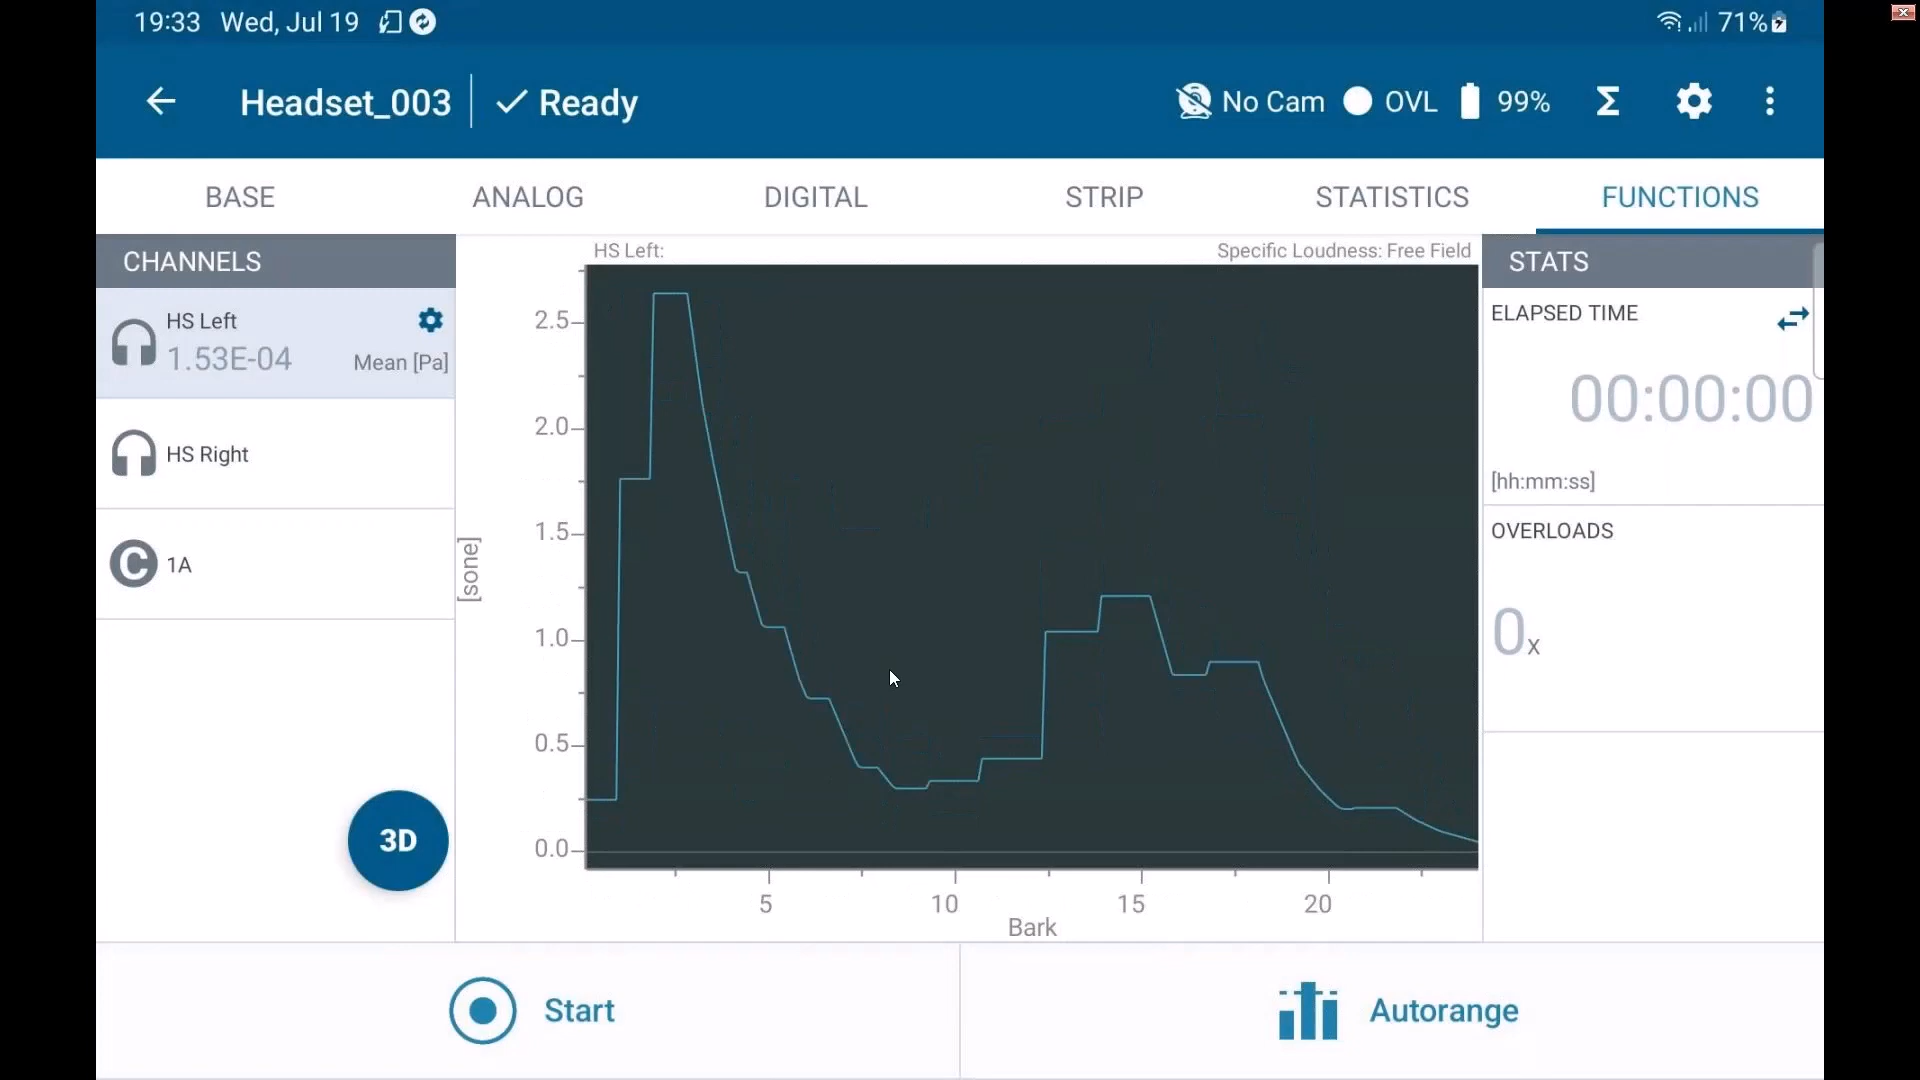 19:33 Wed, Jul 19
71%
Headset_003 Ready
No Cam OVL 99% Σ
BASE ANALOG DIGITAL STRIP STATISTICS FUNCTIONS
CHANNELS
HS Left
1.53E-04 Mean [Pa]
HS Right
C 1A
3D
HS Left: Specific Loudness: Free Field
2.5
2.0
1.5
1.0
0.5
0.0
[sone]
5 10 15 20
Bark
STATS
ELAPSED TIME
00:00:00
[hh:mm:ss]
OVERLOADS
0x
Start
Autorange